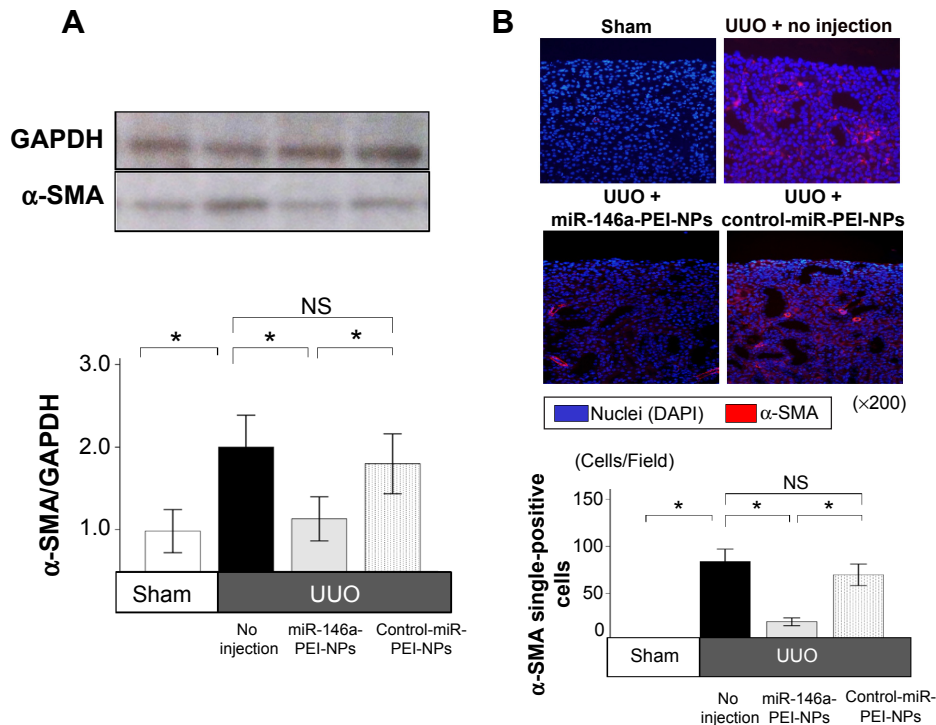 A
GAPDH
α-SMA
NS
* * *
3.0
2.0
1.0
α-SMA/GAPDH
Sham UUO
No injection
miR-146a-PEI-NPs
Control-miR-PEI-NPs
B
Sham
UUO + no injection
UUO +
miR-146a-PEI-NPs
UUO +
control-miR-PEI-NPs
Nuclei (DAPI) α-SMA (×200)
(Cells/Field)
NS
* * *
150
100
50
0
α-SMA single-positive
cells
Sham UUO
No injection
miR-146a-PEI-NPs
Control-miR-PEI-NPs